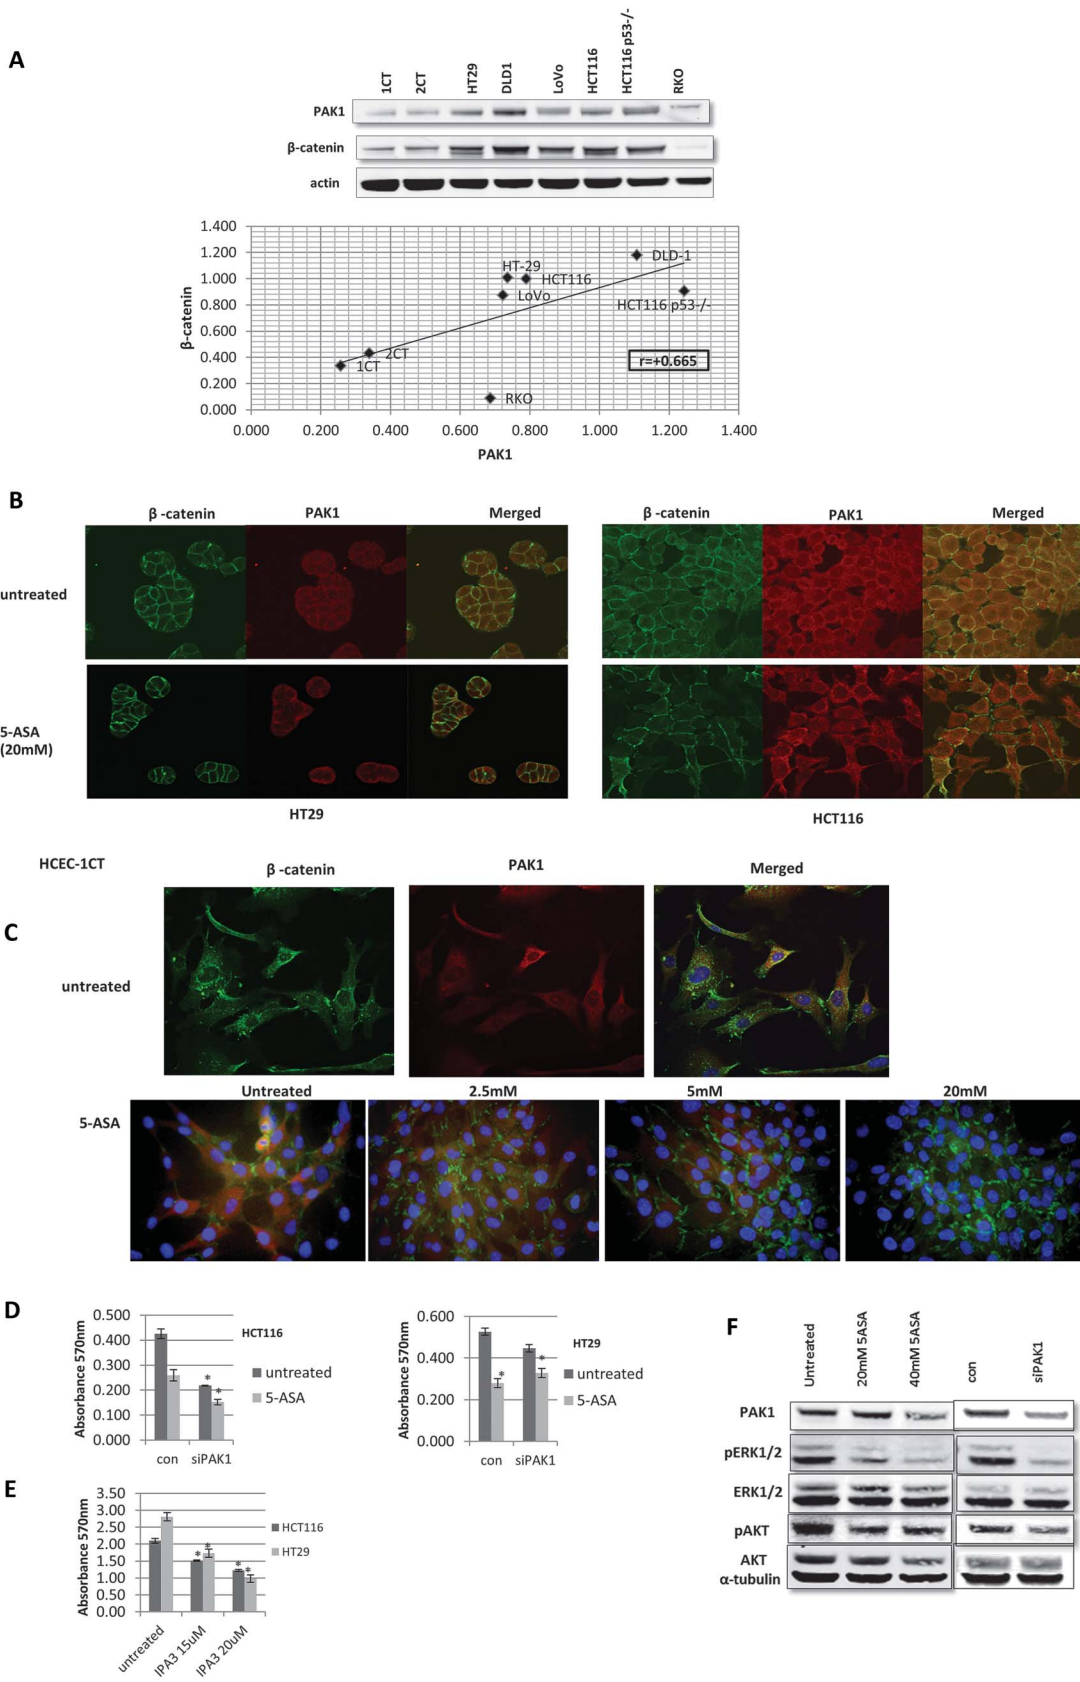 A
1CT 2CT HT29 DLD1 LoVo HCT116 HCT116 p53-/- RKO
PAK1
β-catenin
actin
1.400
1.200
1.000
0.800
0.600
0.400
0.200
0.000
β-catenin
DLD-1
HT-29
HCT116
LoVo
HCT116 p53-/-
2CT
1CT
r=+0.665
RKO
0.000 0.200 0.400 0.600 0.800 1.000 1.200 1.400
PAK1
B
β -catenin PAK1 Merged
β -catenin PAK1 Merged
untreated
5-ASA
(20mM)
HT29
HCT116
HCEC-1CT
β -catenin PAK1 Merged
C
untreated
Untreated 2.5mM 5mM 20mM
5-ASA
D
0.500
0.400
0.300
0.200
0.100
0.000
Absorbance 570nm
HCT116
untreated
5-ASA
* *
con siPAK1
0.600
0.400
0.200
0.000
Absorbance 570nm
HT29
untreated
5-ASA
* *
con siPAK1
E
3.50
3.00
2.50
2.00
1.50
1.00
0.50
0.00
Absorbance 570nm
HCT116
HT29
* * * *
untreated IPA3 15uM IPA3 20uM
F
Untreated 20mM 5ASA 40mM 5ASA con siPAK1
PAK1
pERK1/2
ERK1/2
pAKT
AKT
α-tubulin